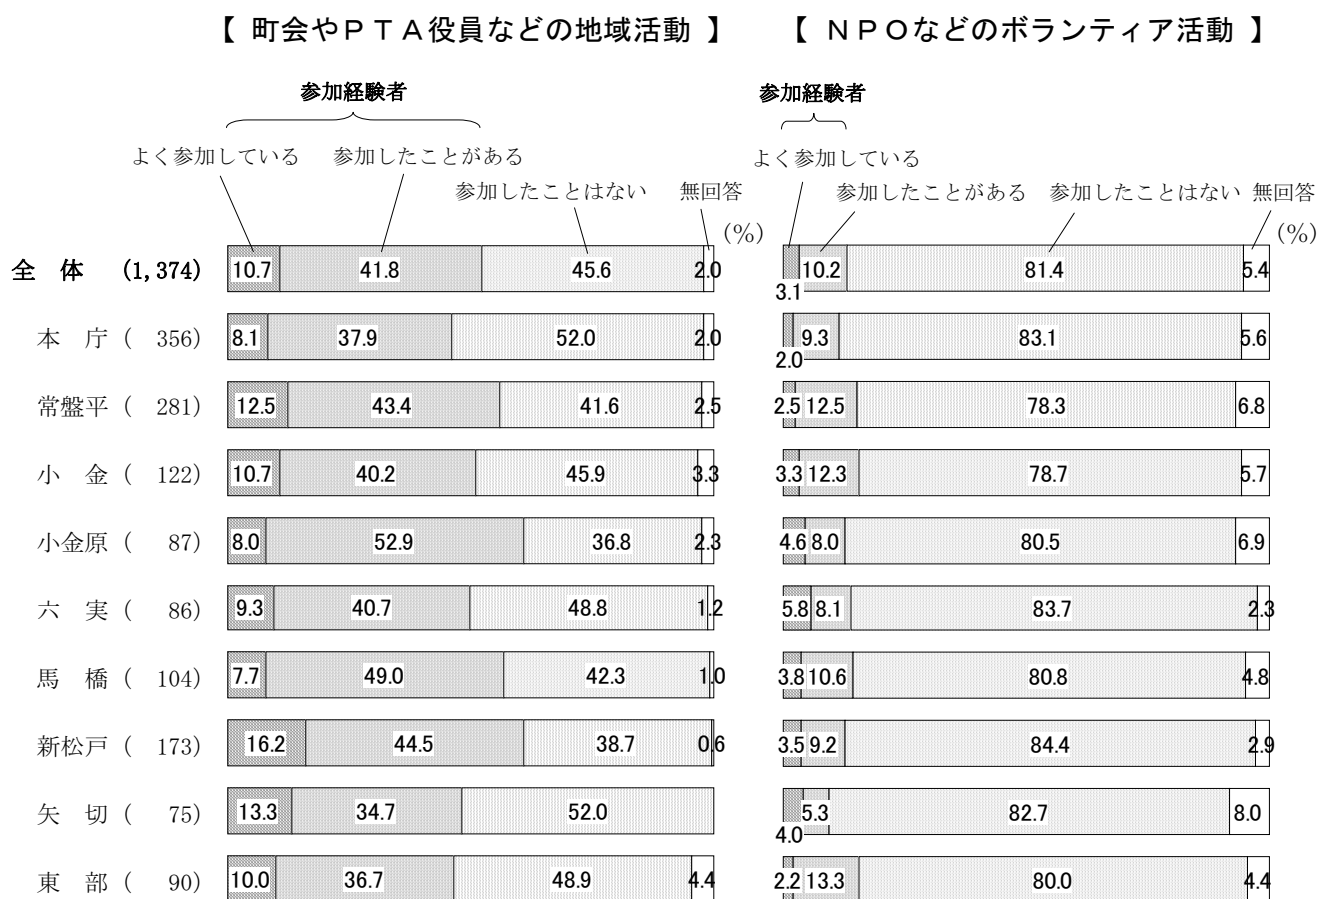 【 町会やＰＴＡ役員などの地域活動 】 【 ＮＰＯなどのボランティア活動 】
参加経験者 参加経験者
よく参加している 参加したことがある よく参加している
参加したことはない 無回答 参加したことがある 参加したことはない 無回答
(%) (%)
全 体 (1,374) 10.7 41.8 45.6 2.0 3.1 10.2 81.4 5.4
本 庁 ( 356) 8.1 37.9 52.0 2.0 2.0 9.3 83.1 5.6
常盤平 ( 281) 12.5 43.4 41.6 2.5 2.5 12.5 78.3 6.8
小 金 ( 122) 10.7 40.2 45.9 3.3 3.3 12.3 78.7 5.7
小金原 ( 87) 8.0 52.9 36.8 2.3 4.6 8.0 80.5 6.9
六 実 ( 86) 9.3 40.7 48.8 1.2 5.8 8.1 83.7 2.3
馬 橋 ( 104) 7.7 49.0 42.3 1.0 3.8 10.6 80.8 4.8
新松戸 ( 173) 16.2 44.5 38.7 0.6 3.5 9.2 84.4 2.9
矢 切 ( 75) 13.3 34.7 52.0 4.0 5.3 82.7 8.0
東 部 ( 90) 10.0 36.7 48.9 4.4 2.2 13.3 80.0 4.4